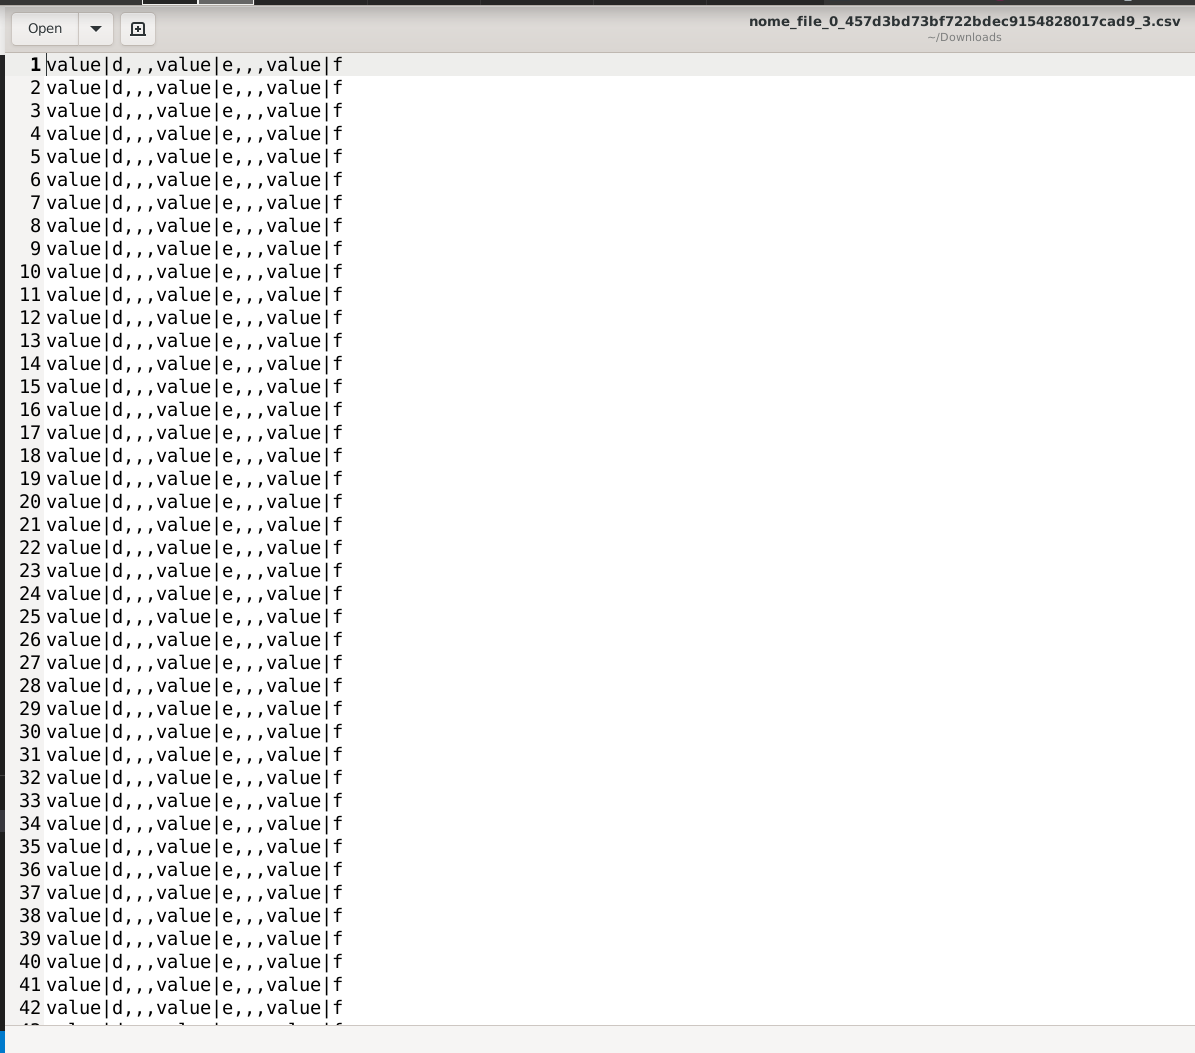 Open
nome_file_0_457d3bd73bf722bdec9154828017cad9_3.csv
~/Downloads
1 value|d,,,value|e,,,value|f
2 value|d,,,value|e,,,value|f
3 value|d,,,value|e,,,value|f
4 value|d,,,value|e,,,value|f
5 value|d,,,value|e,,,value|f
6 value|d,,,value|e,,,value|f
7 value|d,,,value|e,,,value|f
8 value|d,,,value|e,,,value|f
9 value|d,,,value|e,,,value|f
10 value|d,,,value|e,,,value|f
11 value|d,,,value|e,,,value|f
12 value|d,,,value|e,,,value|f
13 value|d,,,value|e,,,value|f
14 value|d,,,value|e,,,value|f
15 value|d,,,value|e,,,value|f
16 value|d,,,value|e,,,value|f
17 value|d,,,value|e,,,value|f
18 value|d,,,value|e,,,value|f
19 value|d,,,value|e,,,value|f
20 value|d,,,value|e,,,value|f
21 value|d,,,value|e,,,value|f
22 value|d,,,value|e,,,value|f
23 value|d,,,value|e,,,value|f
24 value|d,,,value|e,,,value|f
25 value|d,,,value|e,,,value|f
26 value|d,,,value|e,,,value|f
27 value|d,,,value|e,,,value|f
28 value|d,,,value|e,,,value|f
29 value|d,,,value|e,,,value|f
30 value|d,,,value|e,,,value|f
31 value|d,,,value|e,,,value|f
32 value|d,,,value|e,,,value|f
33 value|d,,,value|e,,,value|f
34 value|d,,,value|e,,,value|f
35 value|d,,,value|e,,,value|f
36 value|d,,,value|e,,,value|f
37 value|d,,,value|e,,,value|f
38 value|d,,,value|e,,,value|f
39 value|d,,,value|e,,,value|f
40 value|d,,,value|e,,,value|f
41 value|d,,,value|e,,,value|f
42 value|d,,,value|e,,,value|f